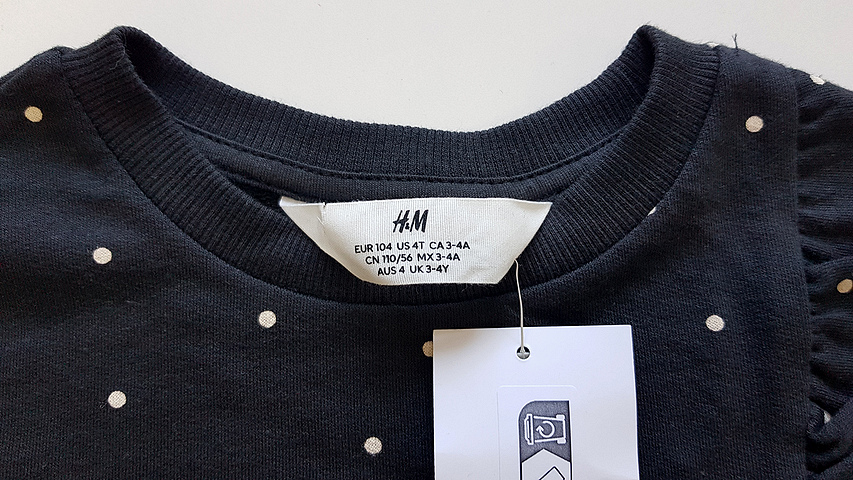 H&M
EUR 104 US 4T CA 3-4A
CN 110/56 MX 3-4A
AUS 4 UK 3-4Y